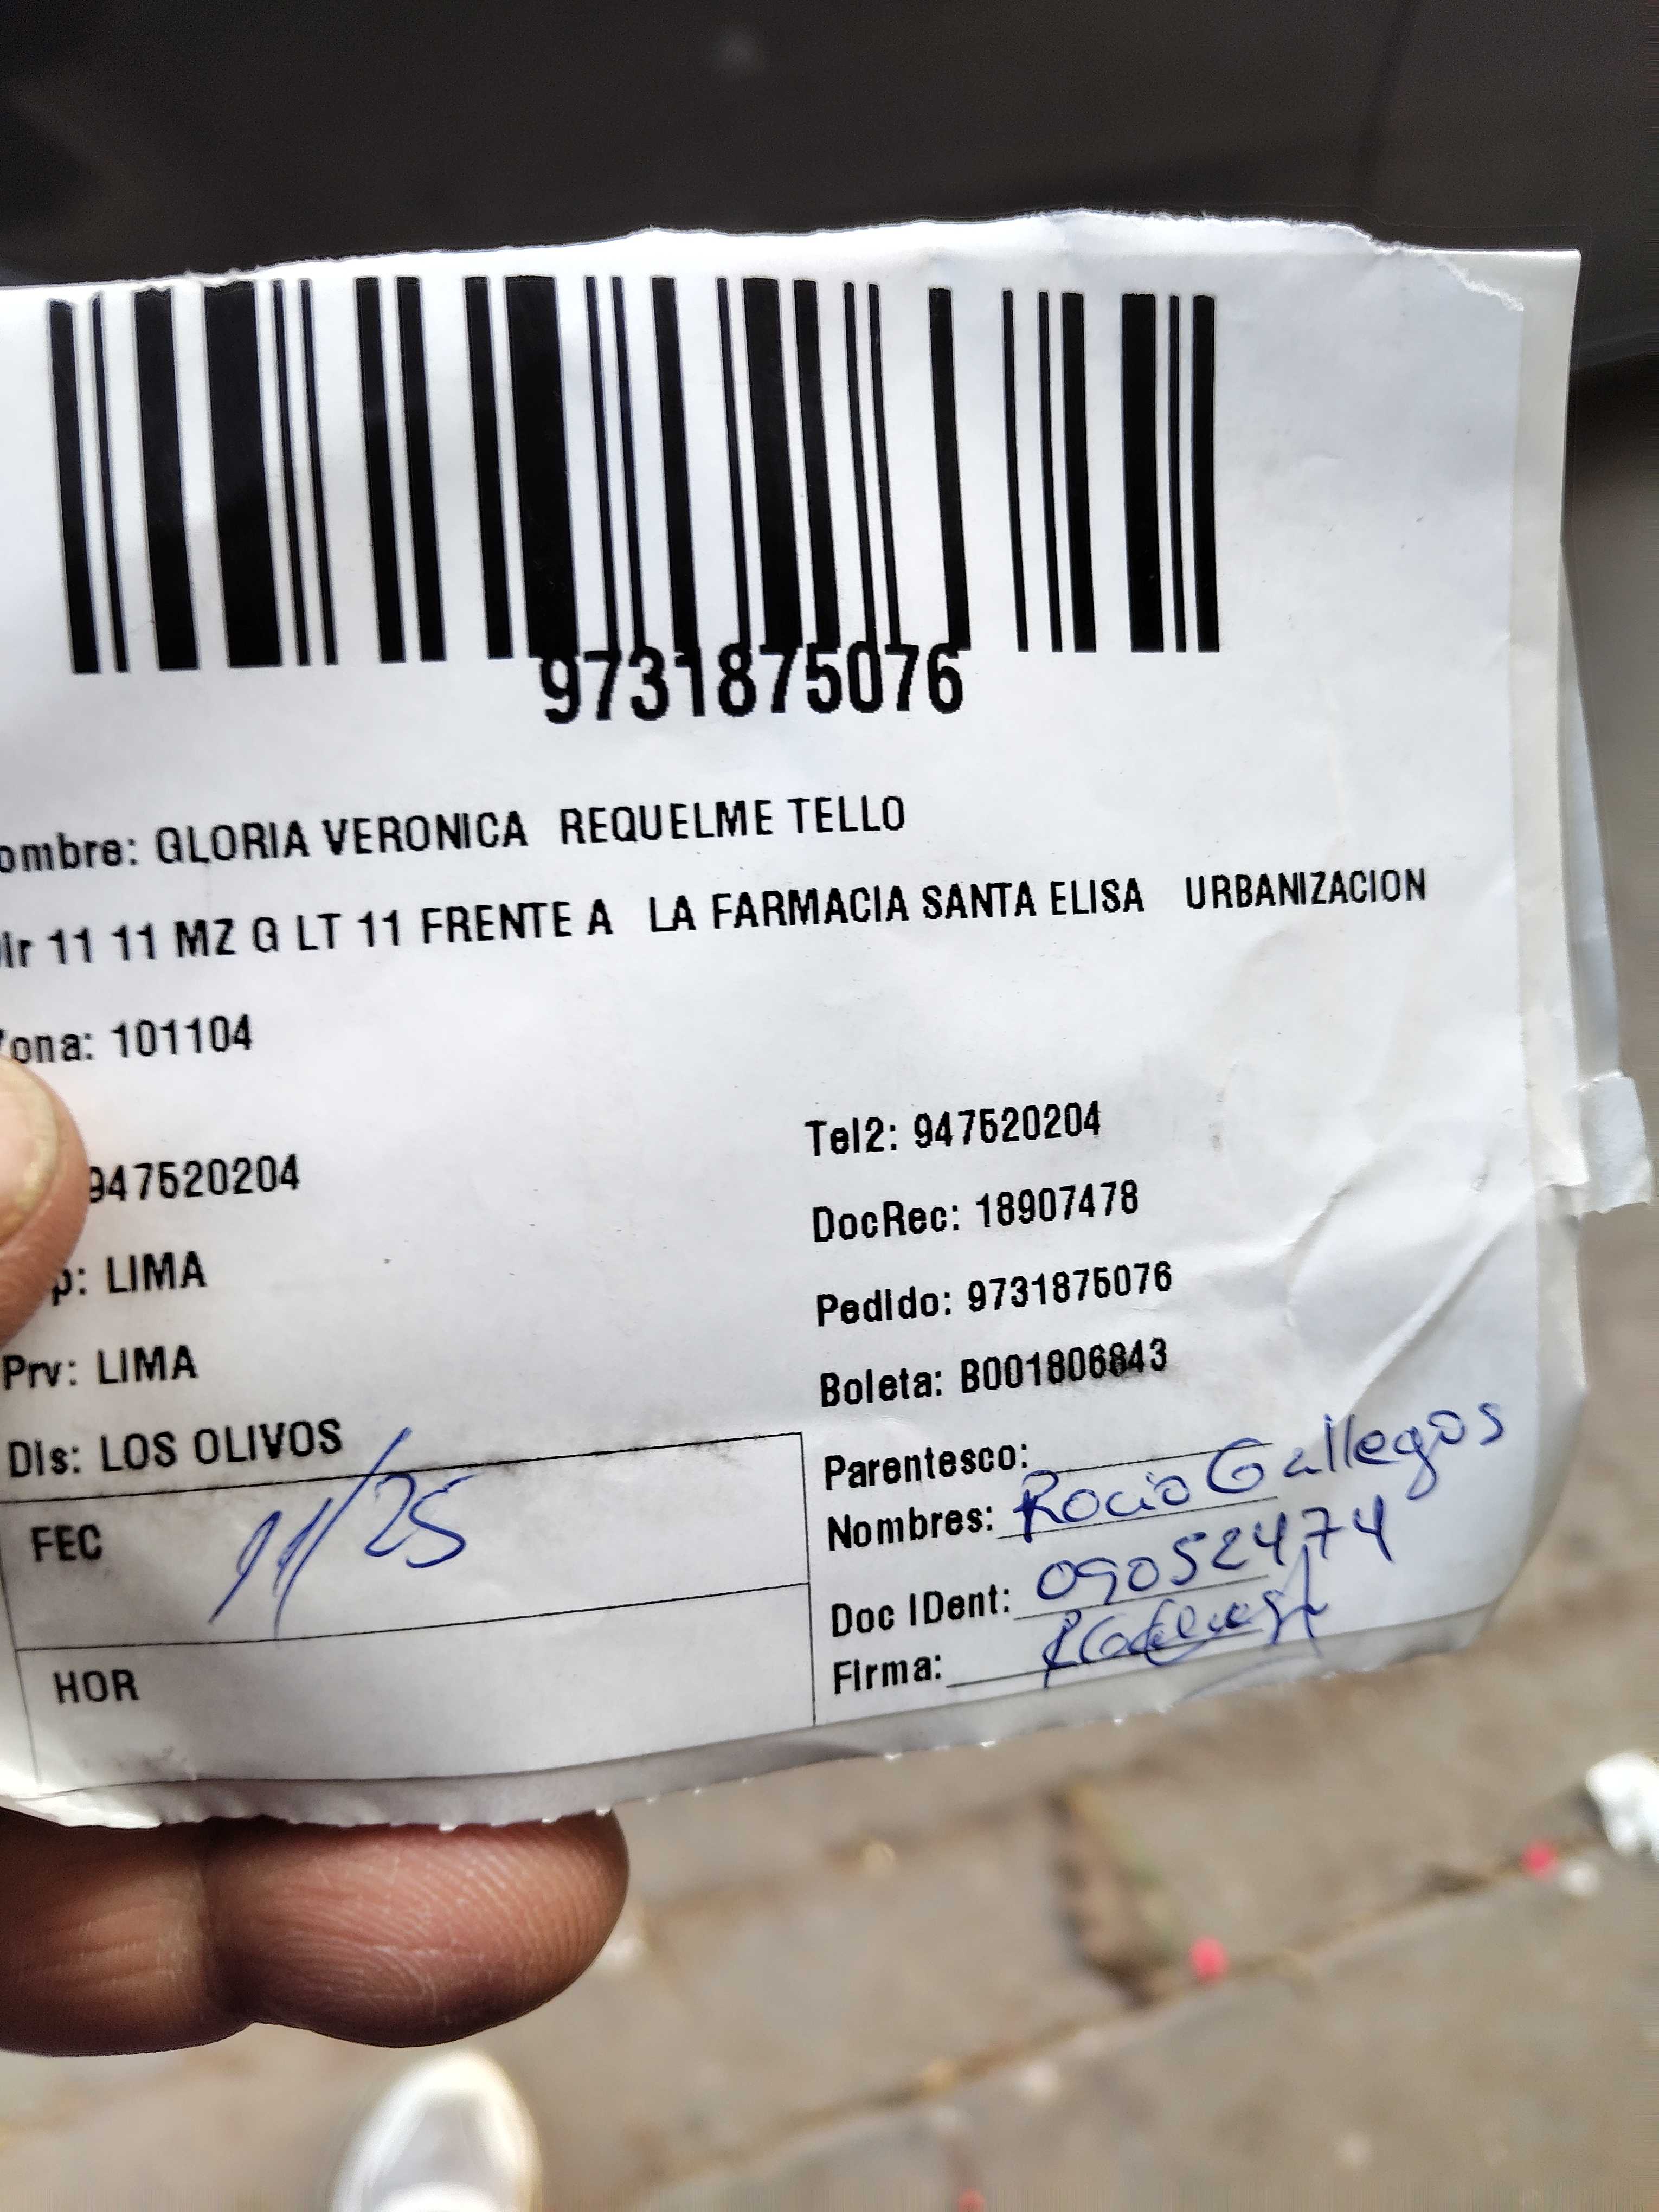 9731875076
ombre: GLORIA VERONICA REQUELME TELLO
ir 11 11 MZ G LT 11 FRENTE A LA FARMACIA SANTA ELISA URBANIZACION
ona: 101104
947520204
Tel2: 947520204
DocRec: 18907478
p: LIMA
Pedido: 9731875076
Prv: LIMA
Boleta: B001806843
Dis: LOS OLIVOS
Parentesco:
FEC 11/25
Nombres: Rocio Gallegos
Doc IDent: 09052474
HOR
Firma: